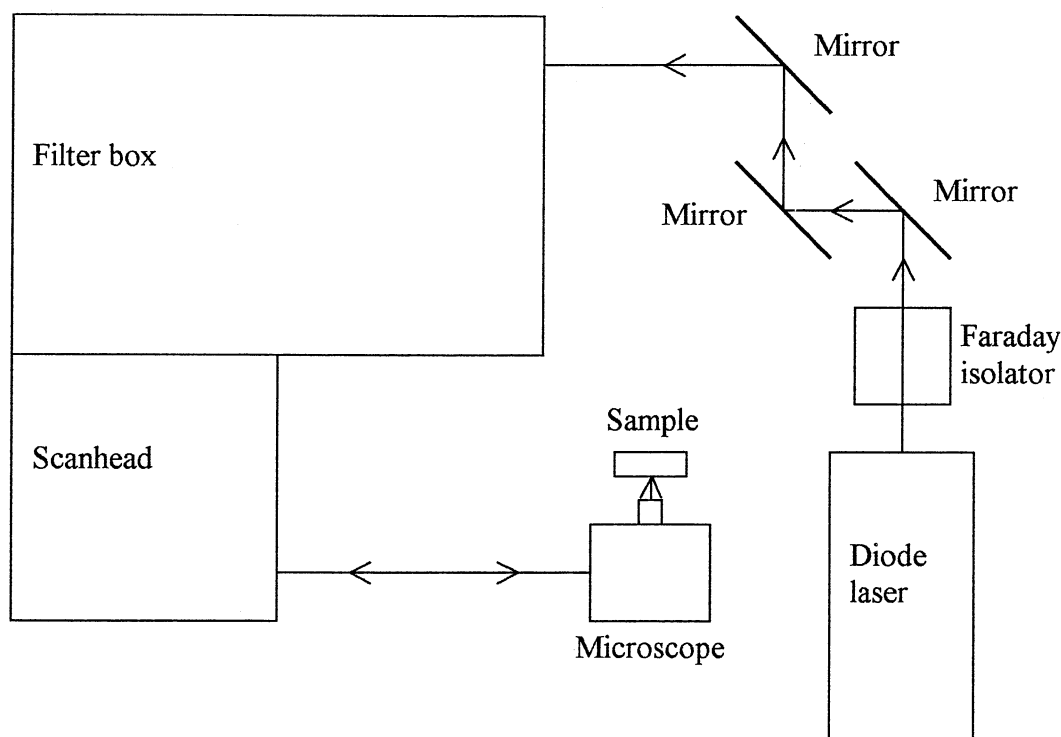 Mirror
Filter box
Mirror
Mirror
Faraday
isolator
Sample
Scanhead
Diode
laser
Microscope